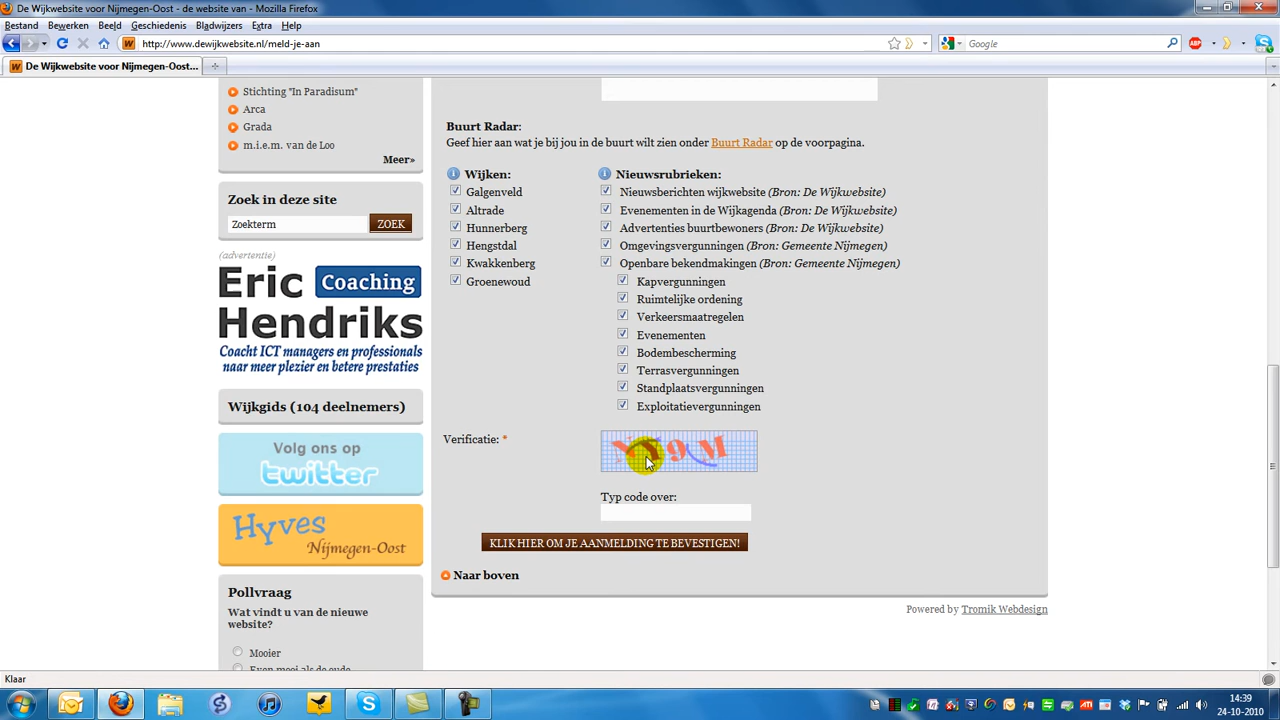 De Wijkwebsite voor Nijmegen-Oost - de website van - Mozilla Firefox
Bestand Bewerken Beeld Geschiedenis Bladwijzers Extra Help
http://www.dewijkwebsite.nl/meld-je-aan
Google
ABP
De Wijkwebsite voor Nijmegen-Oost...
Stichting "In Paradisum"
Arca
Grada
m.i.e.m. van de Loo
Meer»
Zoek in deze site
Zoekterm
ZOEK
(advertentie)
Eric Coaching
Hendriks
Coacht ICT managers en professionals
naar meer plezier en betere prestaties
Wijkgids (104 deelnemers)
Volg ons op
twitter
Hyves
Nijmegen-Oost
Pollvraag
Wat vindt u van de nieuwe
website?
Mooier
Even mooi als de oude
Buurt Radar:
Geef hier aan wat je bij jou in de buurt wilt zien onder Buurt Radar op de voorpagina.
Wijken:
Galgenveld
Altrade
Hunnerberg
Hengstdal
Kwakkenberg
Groenewoud
Nieuwsrubrieken:
Nieuwsberichten wijkwebsite (Bron: De Wijkwebsite)
Evenementen in de Wijkagenda (Bron: De Wijkwebsite)
Advertenties buurtbewoners (Bron: De Wijkwebsite)
Omgevingsvergunningen (Bron: Gemeente Nijmegen)
Openbare bekendmakingen (Bron: Gemeente Nijmegen)
Kapvergunningen
Ruimtelijke ordening
Verkeersmaatregelen
Evenementen
Bodembescherming
Terrasvergunningen
Standplaatsvergunningen
Exploitatievergunningen
Verificatie: *
Typ code over:
KLIK HIER OM JE AANMELDING TE BEVESTIGEN!
Naar boven
Powered by Tromik Webdesign
Klaar
14:39
24-10-2010